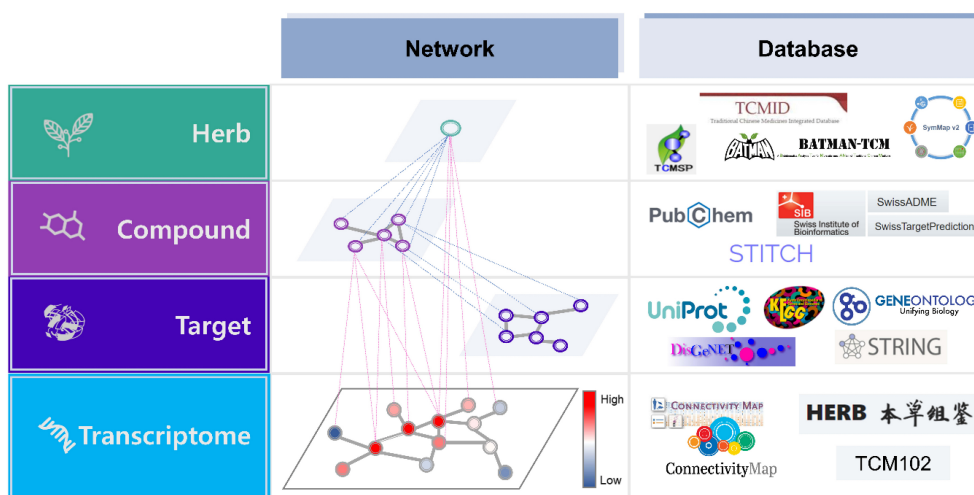 Network
Database
Herb
TCMID
Traditional Chinese Medicines Integrated Database
SymMap v2
TCMSP
BATMAN
BATMAN-TCM
Compound
PubChem
SIB
Swiss Institute of
Bioinformatics
SwissADME
SwissTargetPrediction
STITCH
Target
UniProt
KEGG
GENEONTOLOGY
Unifying Biology
DisGeNET
STRING
Transcriptome
High
Low
CONNECTIVITY MAP
ConnectivityMap
HERB 本草组鉴
TCM102